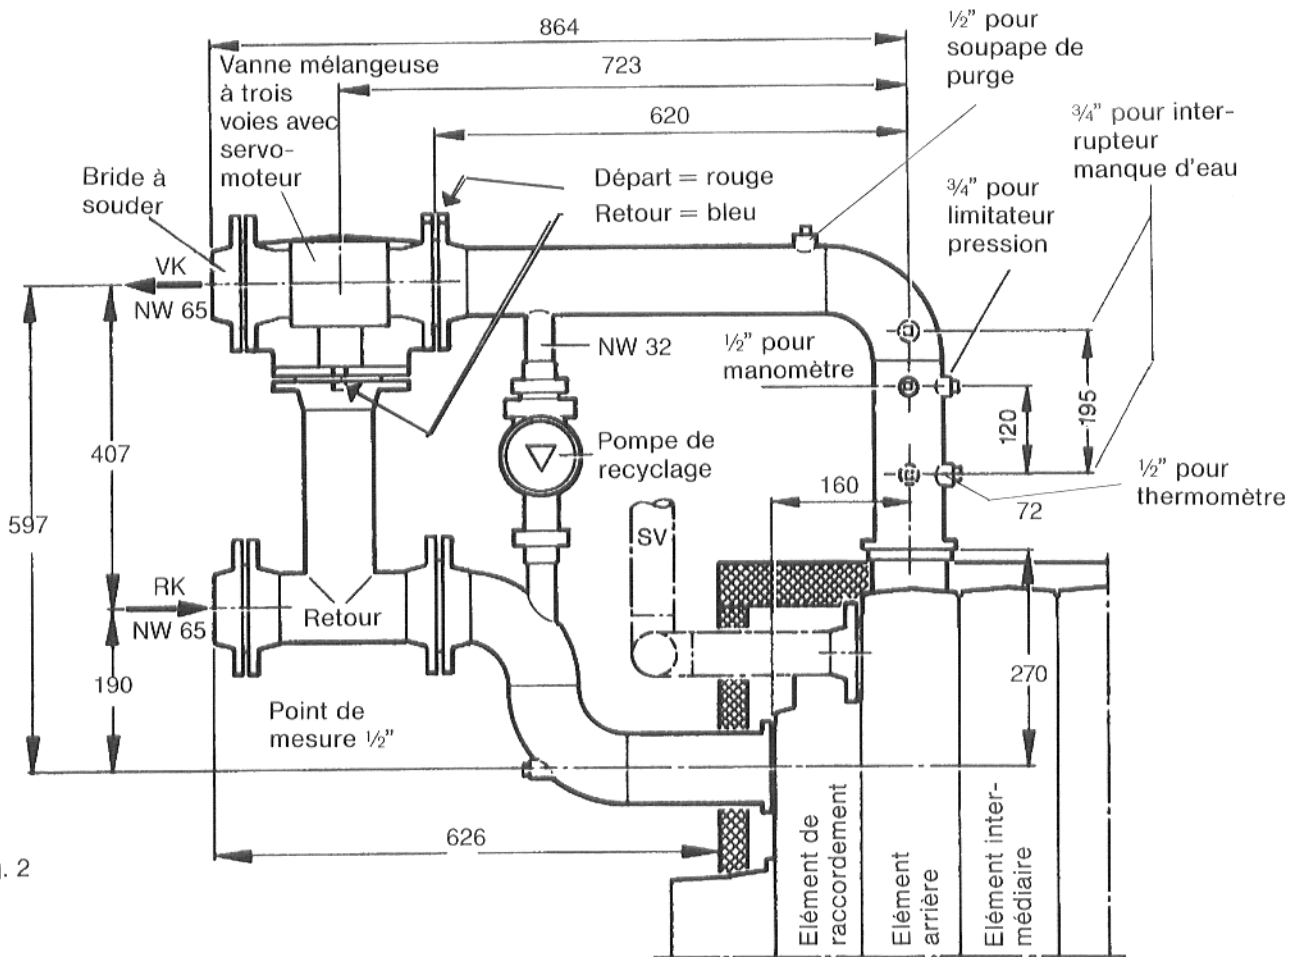 864
½” pour
soupape de
purge
Vanne mélangeuse
à trois
voies avec
servo-
moteur
723
620
¾” pour inter-
rupteur
manque d'eau
Bride à
souder
Départ = rouge
Retour = bleu
¾” pour
limitateur
pression
VK
NW 65
NW 32
½” pour
manomètre
120
195
407
Pompe de
recyclage
½” pour
thermomètre
160
72
597
SV
RK
NW 65
Retour
190
270
Point de
mesure ½”
626
. 2
Elément de
raccordement
Elément
arrière
Elément inter-
médiaire